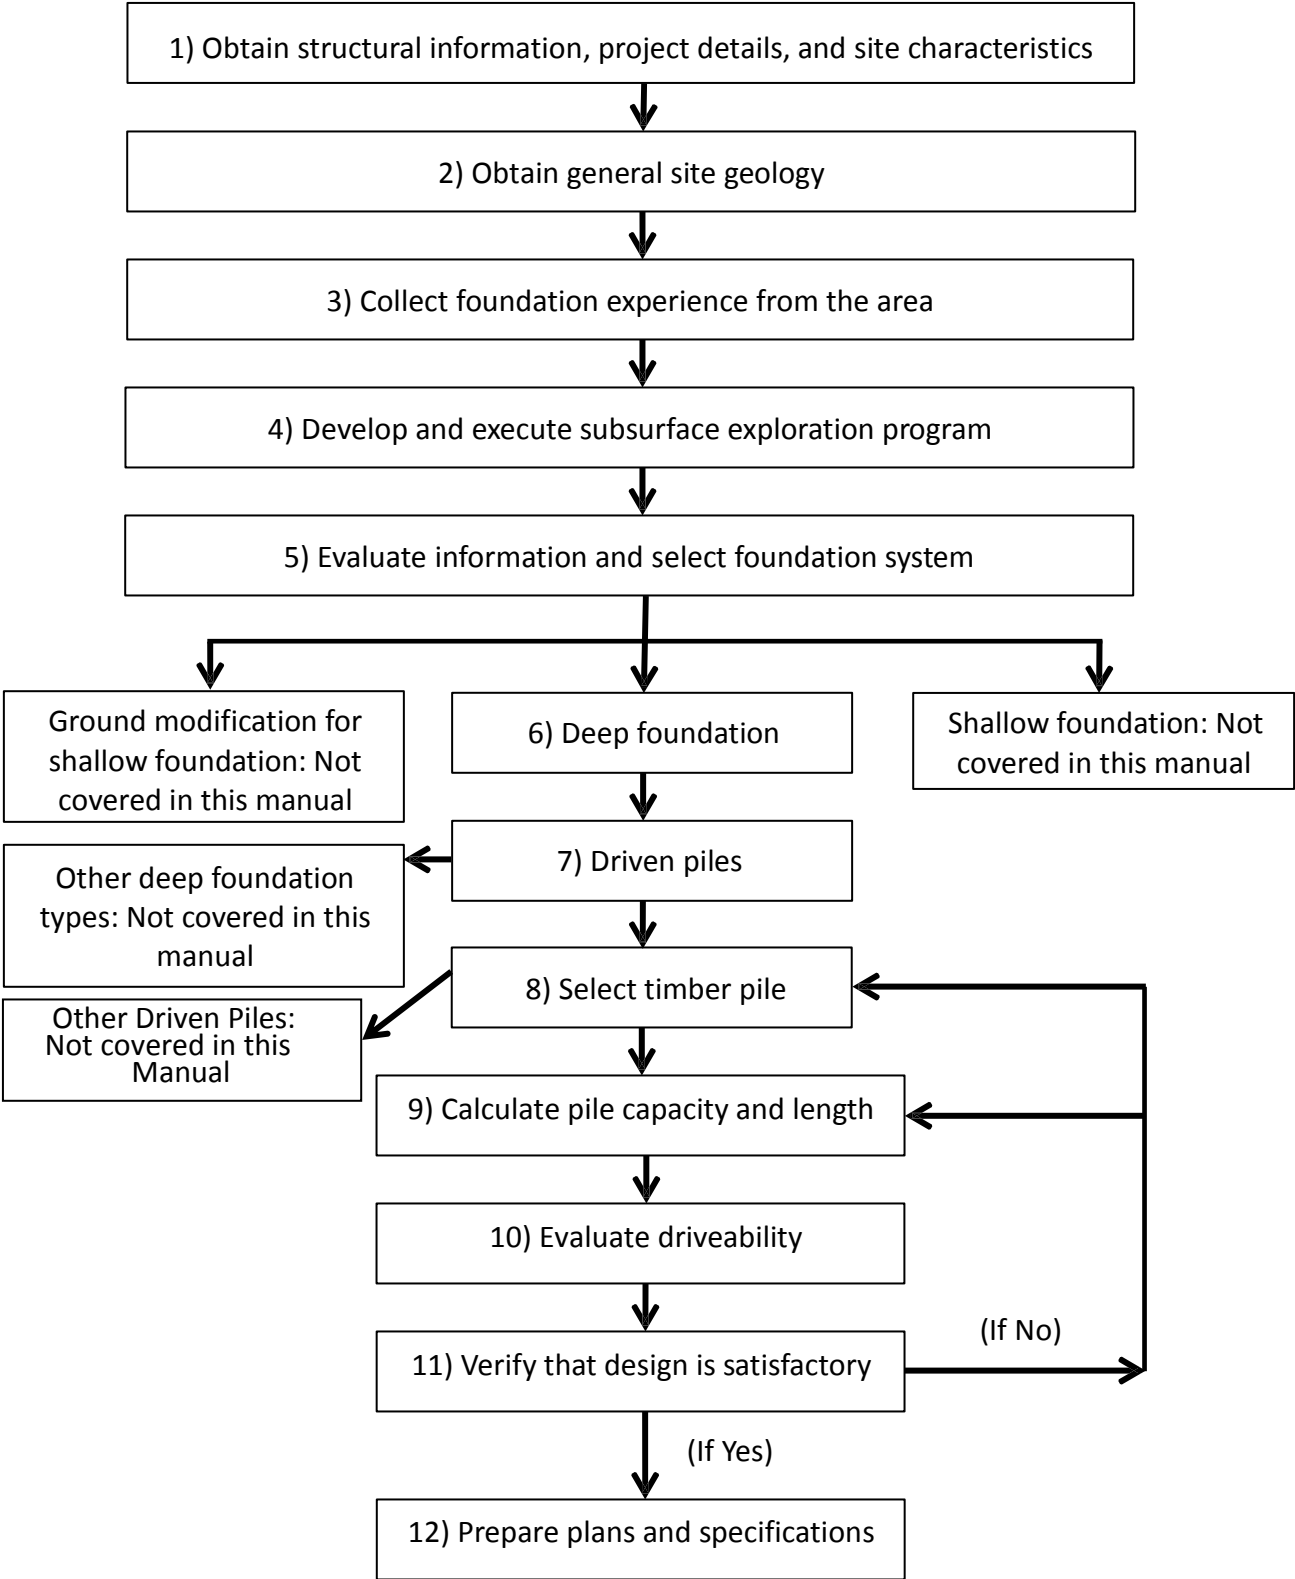 1) Obtain structural information, project details, and site characteristics
2) Obtain general site geology
3) Collect foundation experience from the area
4) Develop and execute subsurface exploration program
5) Evaluate information and select foundation system
Ground modification for
shallow foundation: Not
covered in this manual
6) Deep foundation
Shallow foundation: Not
covered in this manual
7) Driven piles
Other deep foundation
types: Not covered in this
manual
8) Select timber pile
Other Driven Piles:
Not covered in this
Manual
9) Calculate pile capacity and length
10) Evaluate driveability
11) Verify that design is satisfactory
(If No)
(If Yes)
12) Prepare plans and specifications